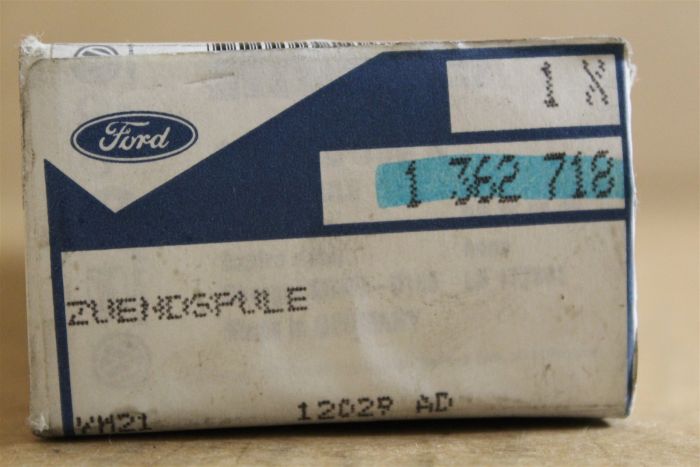 1 X
Ford
1 362 718
ZUENDSPULE
WM21 12029 AD